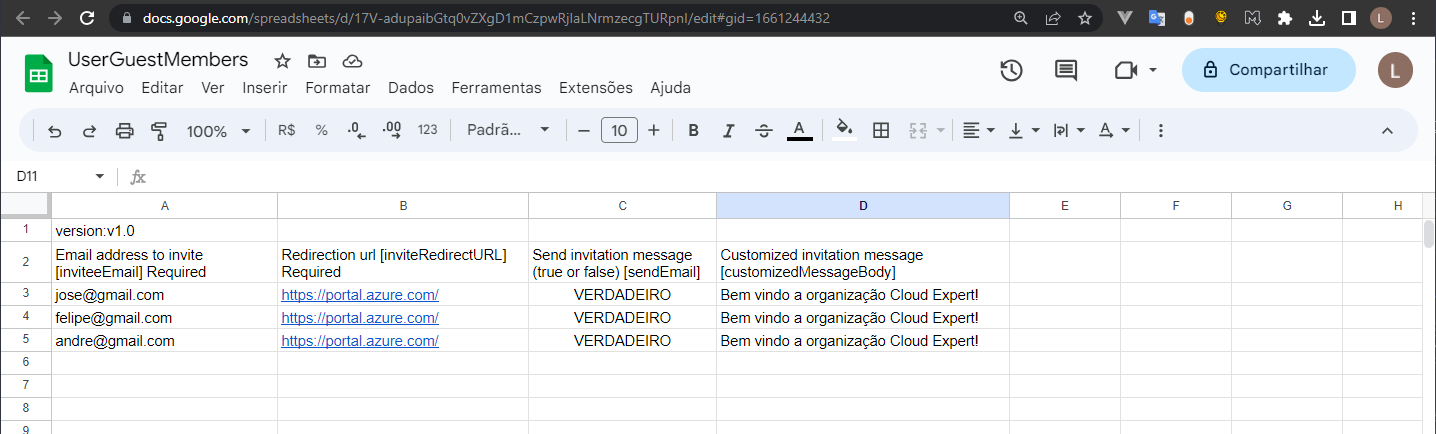 docs.google.com/spreadsheets/d/17V-adupaibGtq0vZXgD1mCzpwRjlaLNrmzecgTURpnI/edit#gid=1661244432
L
UserGuestMembers
Arquivo Editar Ver Inserir Formatar Dados Ferramentas Extensões Ajuda
Compartilhar
L
100% R$ % .0 .00 123 Padrã... 10 B I S A
D11 fx
A B C D E F G H
1 version:v1.0
2 Email address to invite [inviteeEmail] Required Redirection url [inviteRedirectURL] Required Send invitation message (true or false) [sendEmail] Customized invitation message [customizedMessageBody]
3 jose@gmail.com https://portal.azure.com/ VERDADEIRO Bem vindo a organização Cloud Expert!
4 felipe@gmail.com https://portal.azure.com/ VERDADEIRO Bem vindo a organização Cloud Expert!
5 andre@gmail.com https://portal.azure.com/ VERDADEIRO Bem vindo a organização Cloud Expert!
6
7
8
9